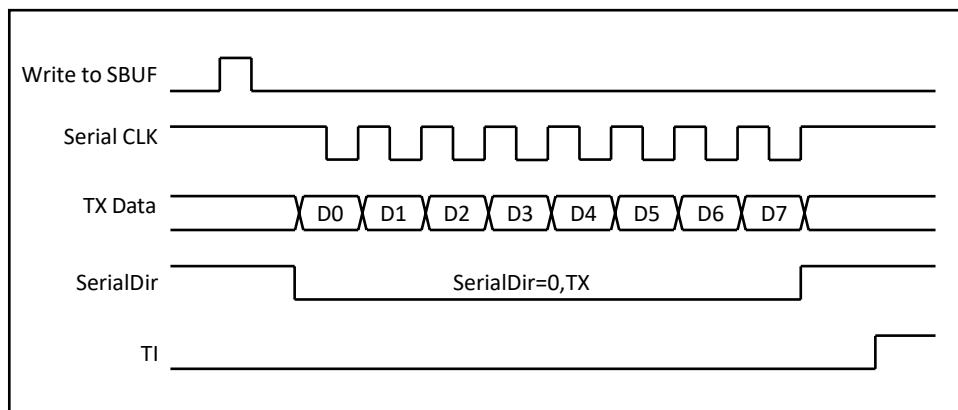 Write to SBUF
Serial CLK
TX Data
D0 D1 D2 D3 D4 D5 D6 D7
SerialDir
SerialDir=0,TX
TI